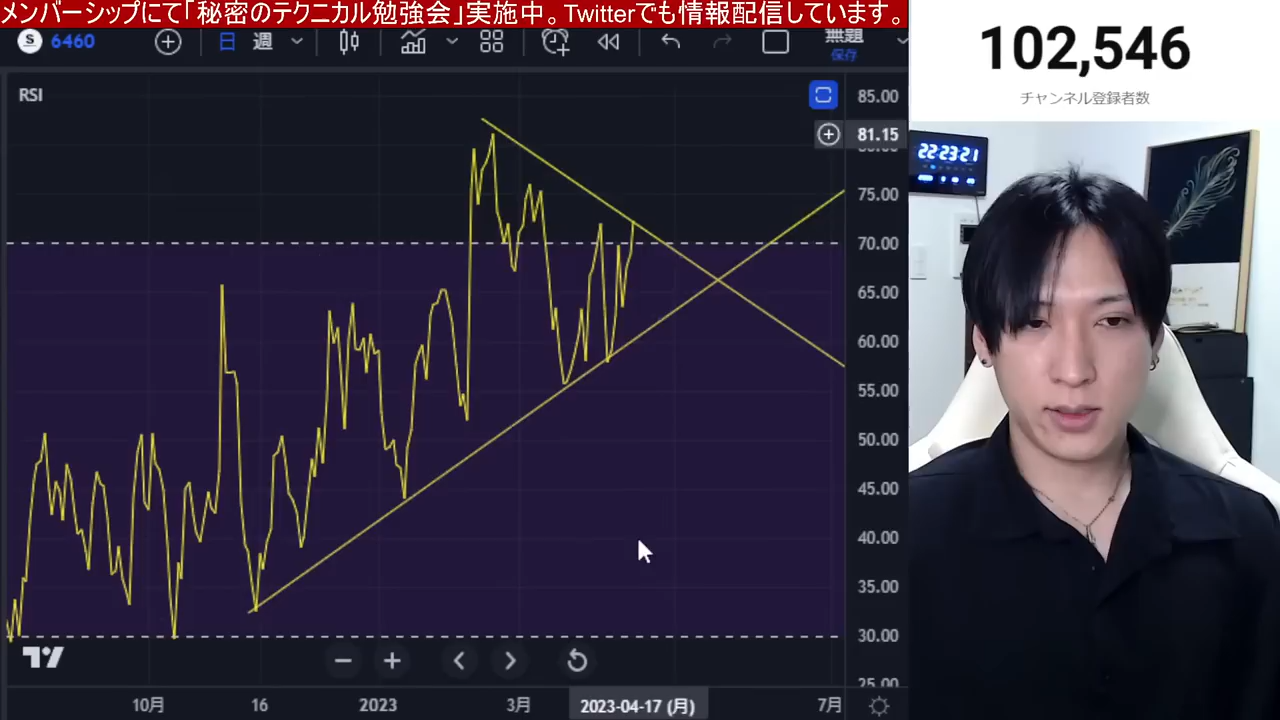 メンバーシップにて「秘密のテクニカル勉強会」実施中。Twitterでも情報配信しています。
102,546
チャンネル登録者数
S 6460 日 週 無題
保存
RSI
85.00
81.15
75.00
70.00
65.00
60.00
55.00
50.00
45.00
40.00
35.00
30.00
25.00
10月 16 2023 3月 2023-04-17 (月) 7月
22:23:21